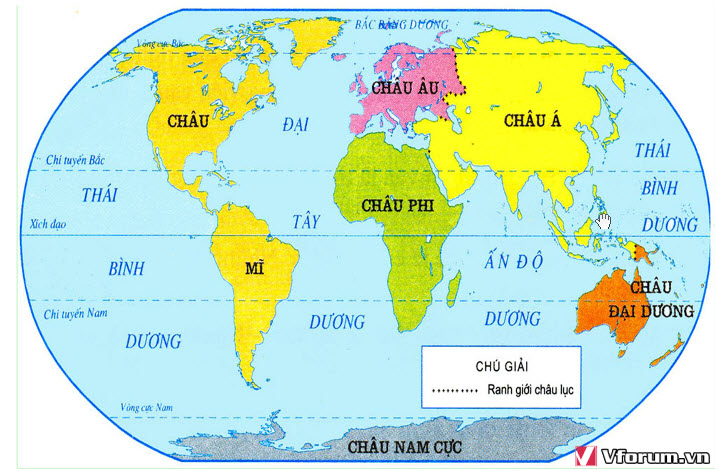 BẮC BĂNG DƯƠNG
Vòng cực Bắc
CHÂU ÂU
CHÂU
ĐẠI
CHÂU Á
Chí tuyến Bắc
THÁI
THÁI
BÌNH
CHÂU PHI
TÂY
DƯƠNG
Xích đạo
BÌNH
MĨ
ẤN ĐỘ
CHÂU
ĐẠI DƯƠNG
Chí tuyến Nam
DƯƠNG
DƯƠNG
DƯƠNG
CHÚ GIẢI
Ranh giới châu lục
Vòng cực Nam
CHÂU NAM CỰC
Vforum.vn